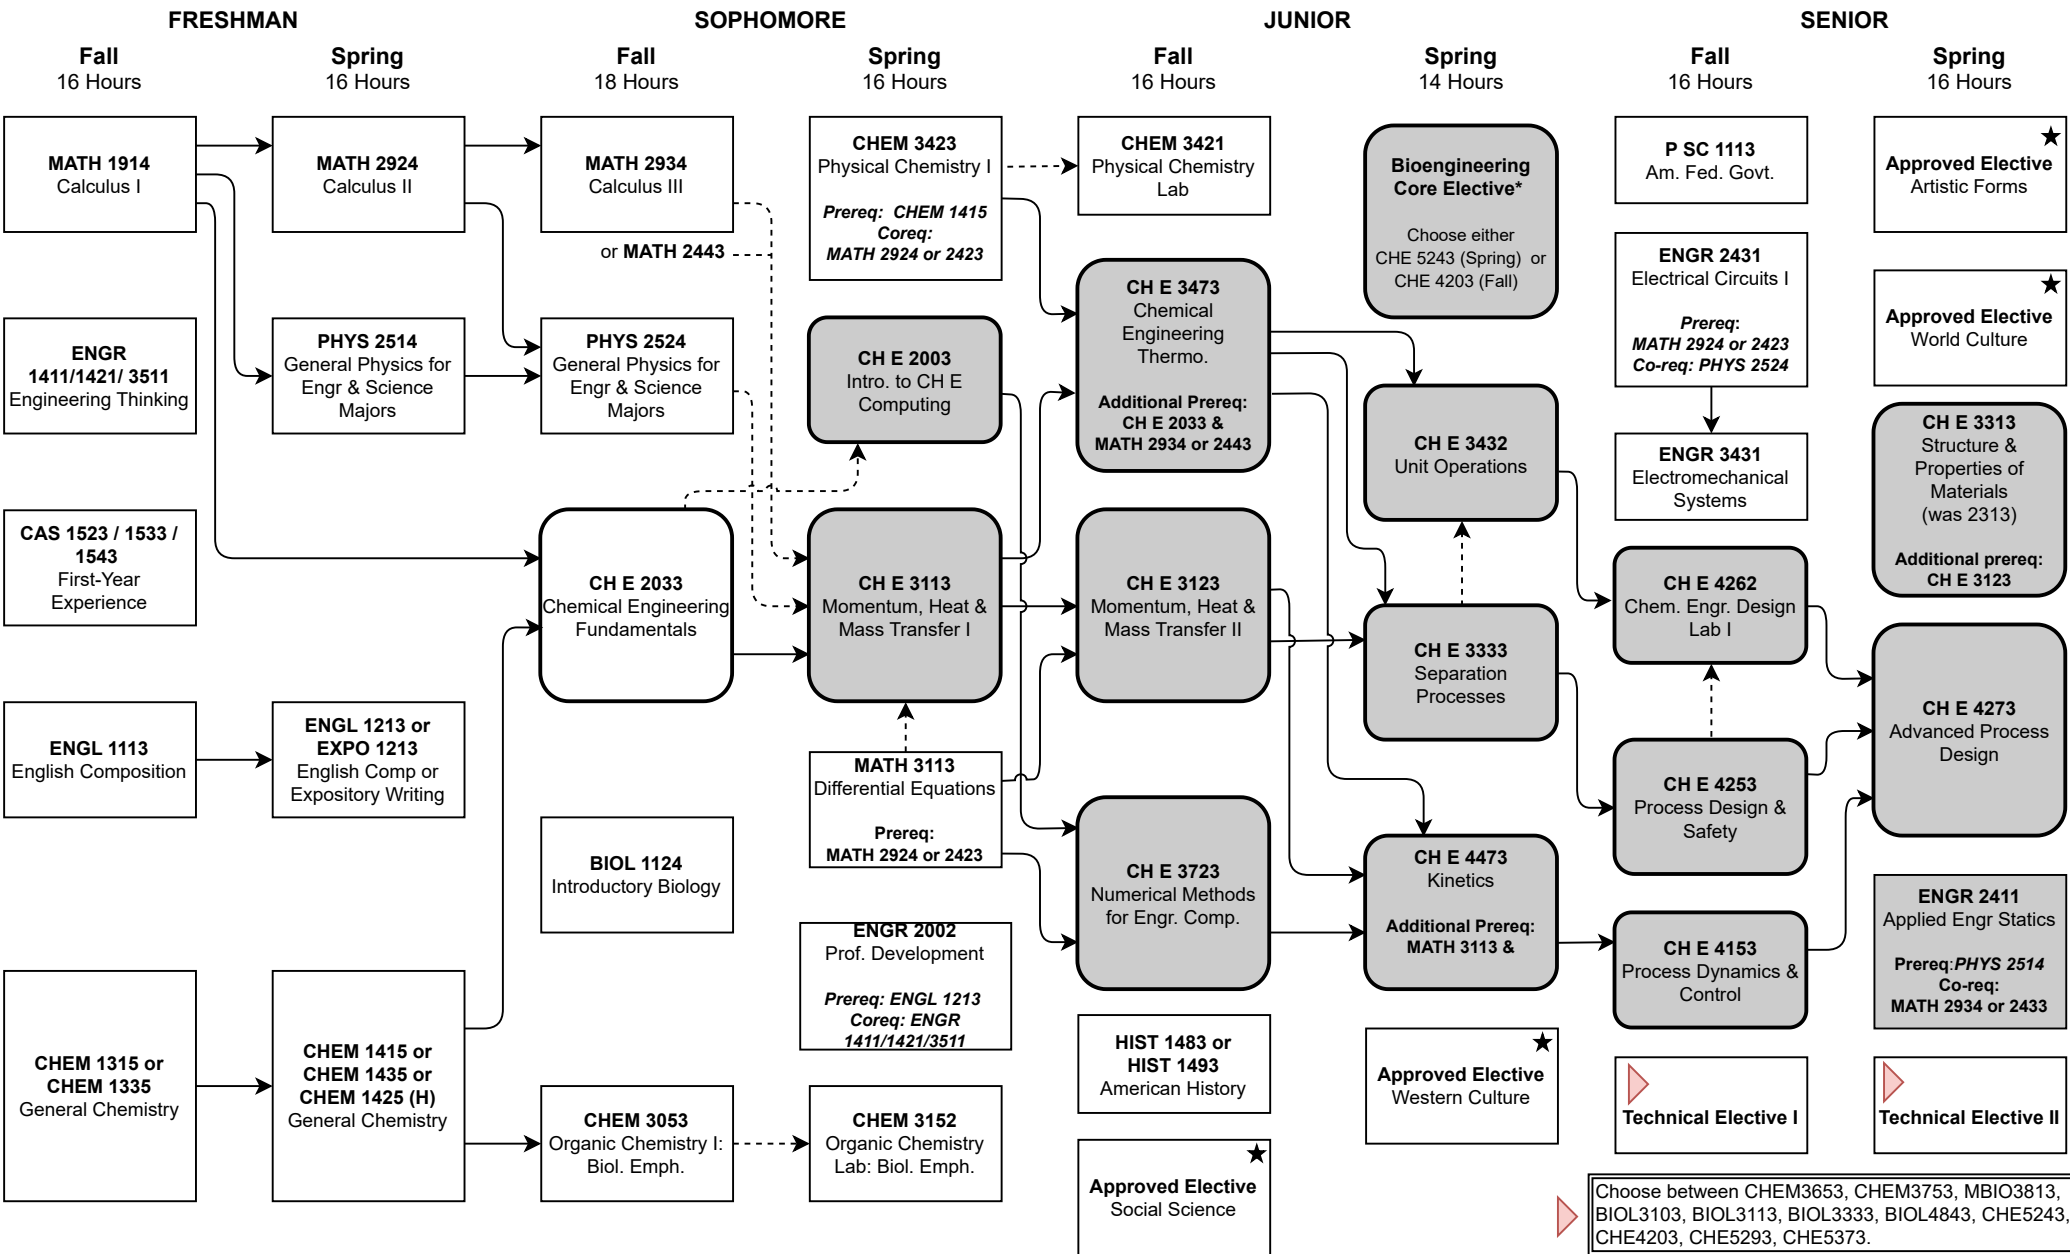 FRESHMAN
SOPHOMORE
JUNIOR
SENIOR
Fall
16 Hours
Spring
16 Hours
Fall
18 Hours
Spring
16 Hours
Fall
16 Hours
Spring
14 Hours
Fall
16 Hours
Spring
16 Hours
MATH 1914
Calculus I
ENGR
1411/1421/ 3511
Engineering Thinking
CAS 1523 / 1533 /
1543
First-Year
Experience
ENGL 1113
English Composition
CHEM 1315 or
CHEM 1335
General Chemistry
MATH 2924
Calculus II
PHYS 2514
General Physics for
Engr & Science
Majors
ENGL 1213 or
EXPO 1213
English Comp or
Expository Writing
CHEM 1415 or
CHEM 1435 or
CHEM 1425 (H)
General Chemistry
MATH 2934
Calculus III
or MATH 2443
PHYS 2524
General Physics for
Engr & Science
Majors
CH E 2033
Chemical Engineering
Fundamentals
BIOL 1124
Introductory Biology
CHEM 3053
Organic Chemistry I:
Biol. Emph.
CHEM 3423
Physical Chemistry I
Prereq: CHEM 1415
Coreq:
MATH 2924 or 2423
CH E 2003
Intro. to CH E
Computing
CH E 3113
Momentum, Heat &
Mass Transfer I
MATH 3113
Differential Equations
Prereq:
MATH 2924 or 2423
ENGR 2002
Prof. Development
Prereq: ENGL 1213
Coreq: ENGR
1411/1421/3511
CHEM 3152
Organic Chemistry
Lab: Biol. Emph.
CHEM 3421
Physical Chemistry
Lab
CH E 3473
Chemical
Engineering
Thermo.
Additional Prereq:
CH E 2033 &
MATH 2934 or 2443
CH E 3123
Momentum, Heat &
Mass Transfer II
CH E 3723
Numerical Methods
for Engr. Comp.
HIST 1483 or
HIST 1493
American History
Approved Elective
Social Science
Bioengineering
Core Elective*
Choose either
CHE 5243 (Spring) or
CHE 4203 (Fall)
CH E 3432
Unit Operations
CH E 3333
Separation
Processes
CH E 4473
Kinetics
Additional Prereq:
MATH 3113 &
Approved Elective
Western Culture
P SC 1113
Am. Fed. Govt.
ENGR 2431
Electrical Circuits I
Prereq:
MATH 2924 or 2423
Co-req: PHYS 2524
ENGR 3431
Electromechanical
Systems
CH E 4262
Chem. Engr. Design
Lab I
CH E 4253
Process Design &
Safety
CH E 4153
Process Dynamics &
Control
Technical Elective I
Approved Elective
Artistic Forms
Approved Elective
World Culture
CH E 3313
Structure &
Properties of
Materials
(was 2313)
Additional prereq:
CH E 3123
CH E 4273
Advanced Process
Design
ENGR 2411
Applied Engr Statics
Prereq:PHYS 2514
Co-req:
MATH 2934 or 2433
Technical Elective II
Choose between CHEM3653, CHEM3753, MBIO3813,
BIOL3103, BIOL3113, BIOL3333, BIOL4843, CHE5243,
CHE4203, CHE5293, CHE5373.